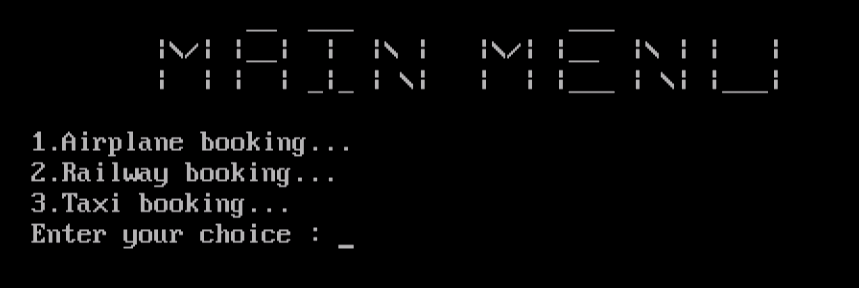 MAIN MENU
1.Airplane booking...
2.Railway booking...
3.Taxi booking...
Enter your choice : _